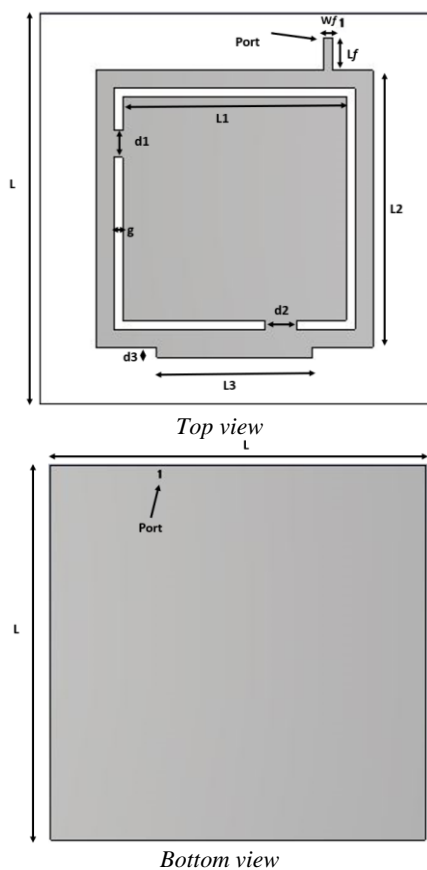 Wf 1
Port
Lf
L1
d1
L
L2
g
d2
d3
L3
Top view
L
1
Port
L
Bottom view